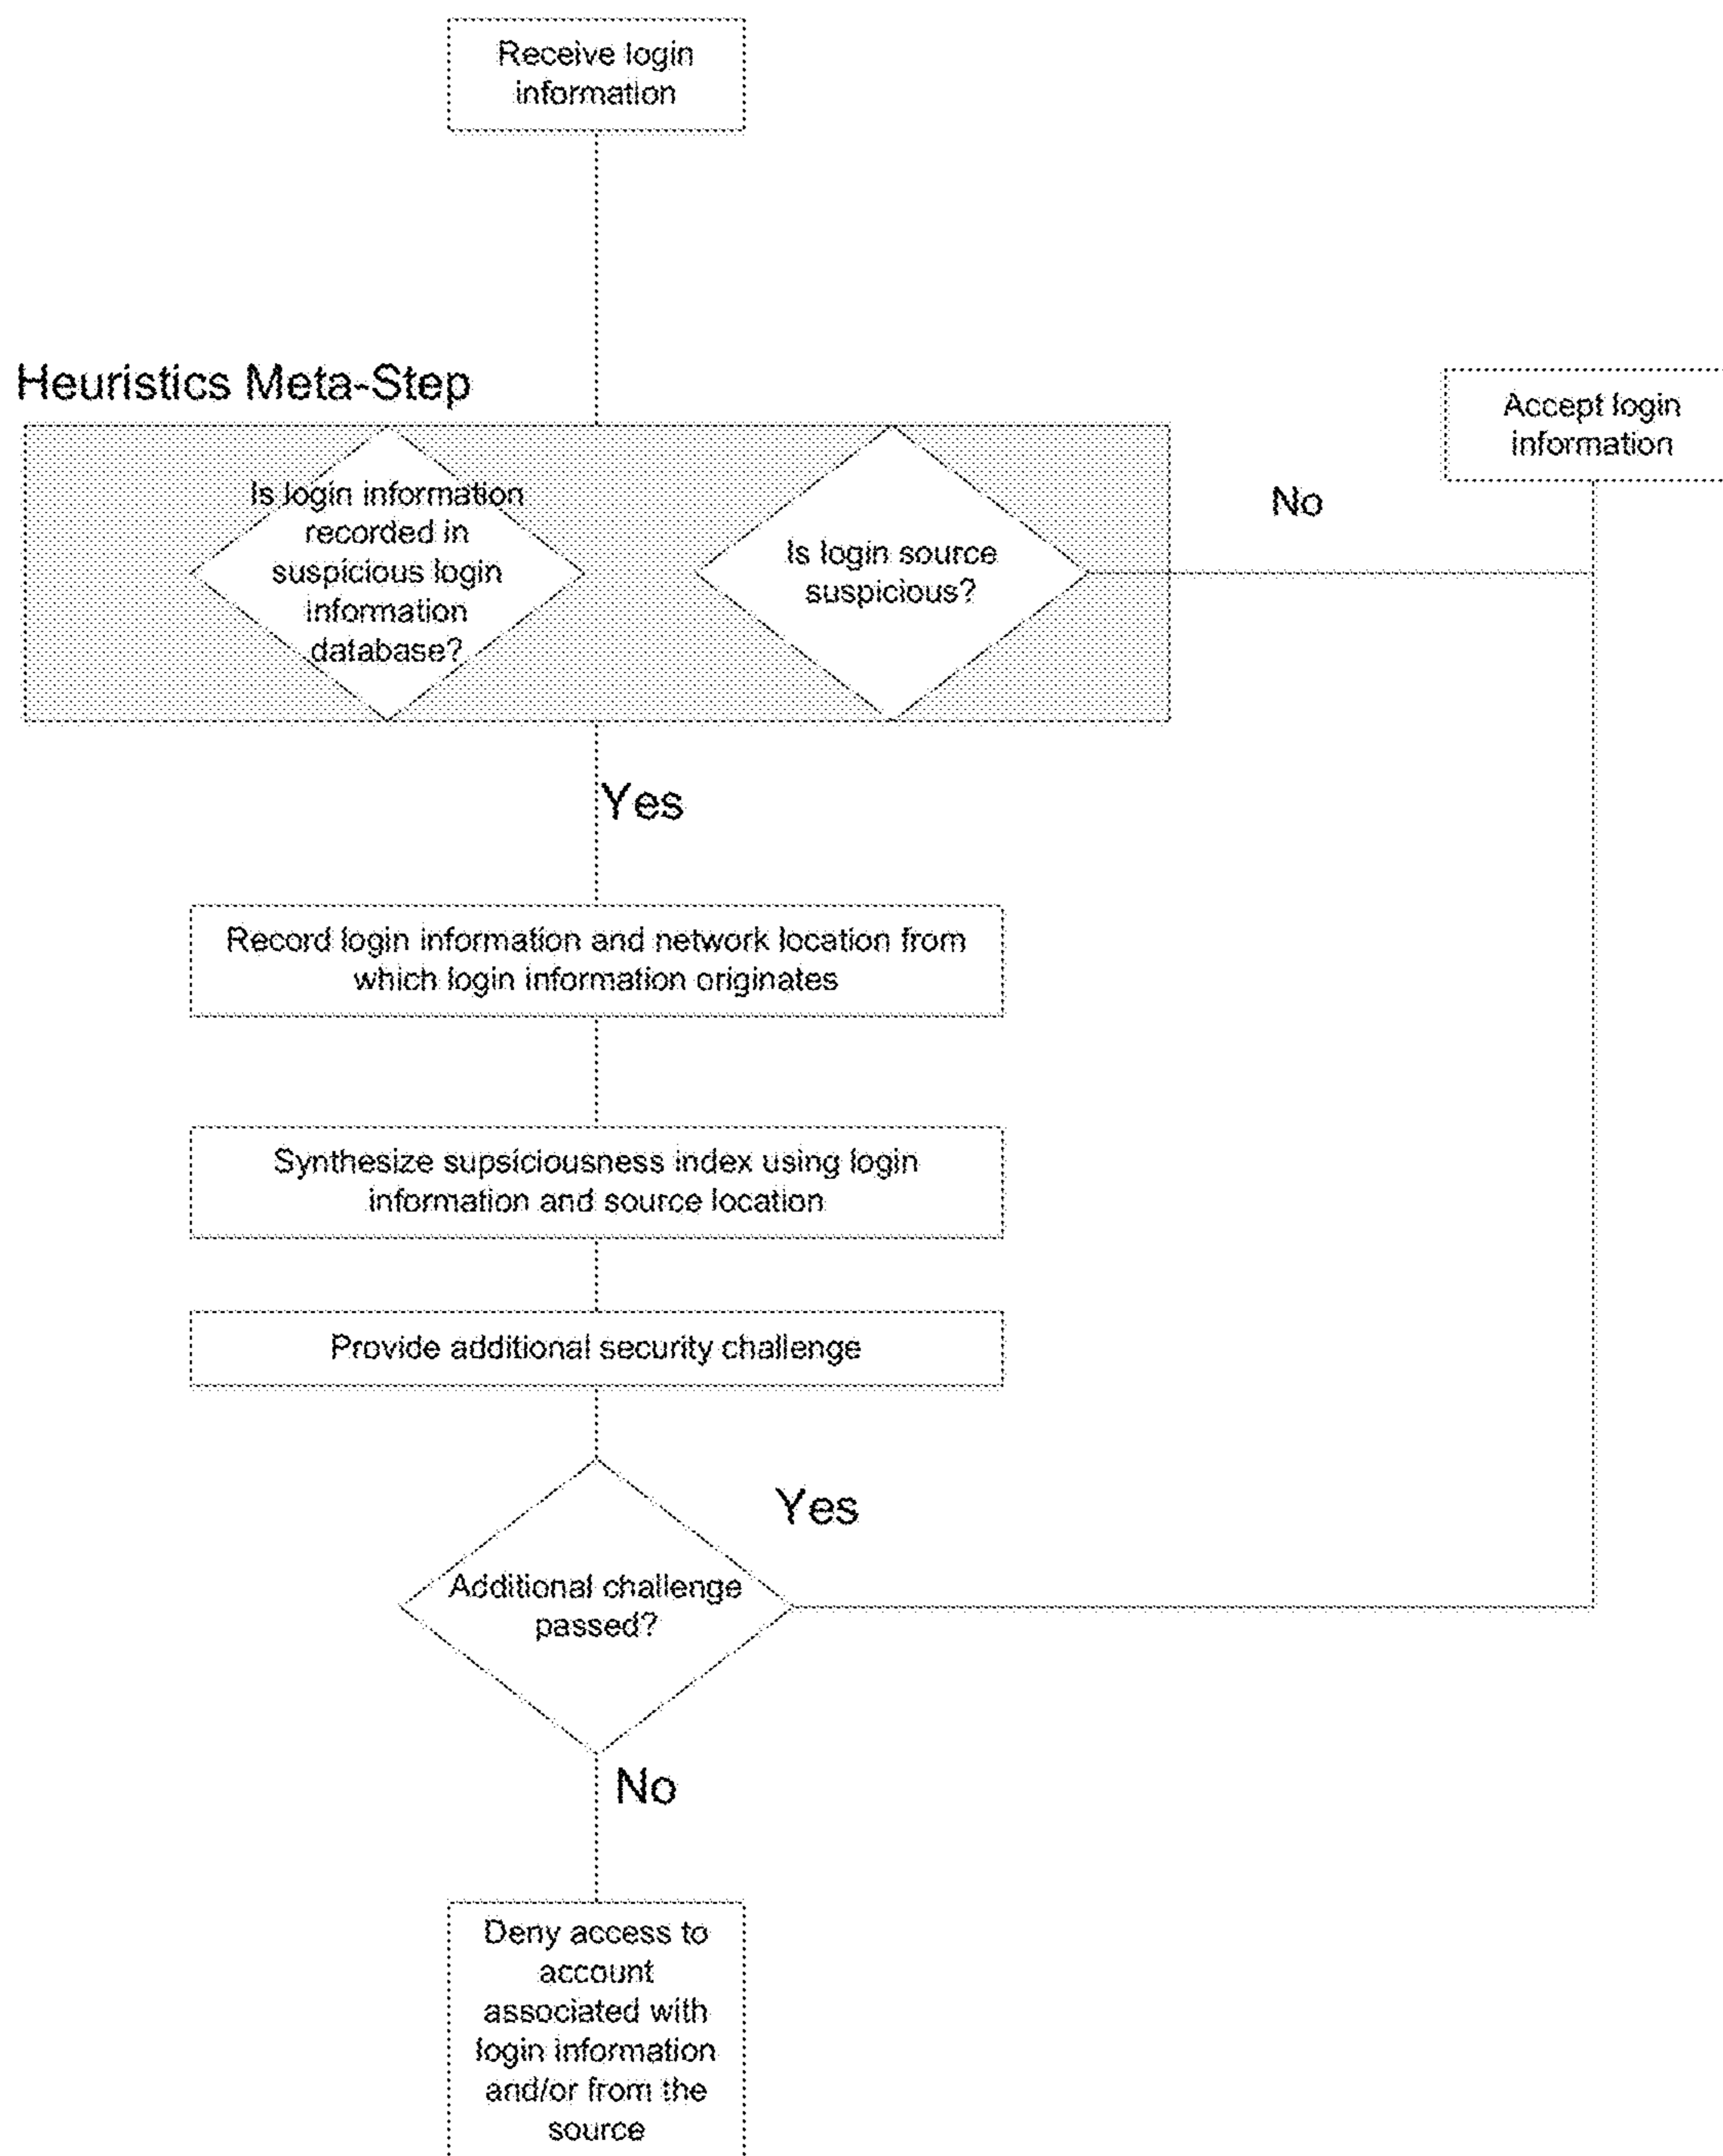 Receive login
information
Heuristics Meta-Step
Accept login
information
Is login information
recorded in
suspicious login
information
database?
Is login source
suspicious?
No
Yes
Record login information and network location from
which login information originates
Synthesize supsiciousness index using login
information and source location
Provide additional security challenge
Yes
Additional challenge
passed?
No
Deny access to
account
associated with
login information
and/or from the
source